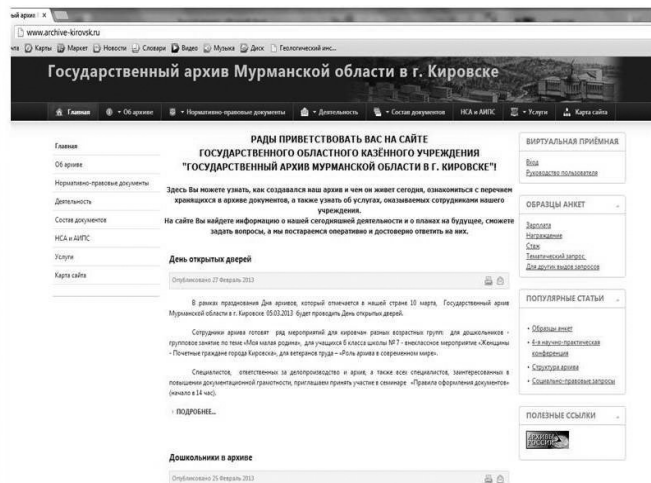 ный архив
www.archive-kirovsk.ru
Карты Маркет Новости Словари Видео Музыка Диск Геологический инс...
Государственный архив Мурманской области в г. Кировске
Главная Об архиве Нормативно-правовые документы Деятельность Состав документов НСА и АИПС Услуги Карта сайта
Главная
Об архиве
Нормативно-правовые документы
Деятельность
Состав документов
НСА и АИПС
Услуги
Карта сайта
РАДЫ ПРИВЕТСТВОВАТЬ ВАС НА САЙТЕ
ГОСУДАРСТВЕННОГО ОБЛАСТНОГО КАЗЁННОГО УЧРЕЖДЕНИЯ
"ГОСУДАРСТВЕННЫЙ АРХИВ МУРМАНСКОЙ ОБЛАСТИ В Г. КИРОВСКЕ"!
Здесь Вы можете узнать, как создавался наш архив и чем он живет сегодня, ознакомиться с перечнем
хранящихся в архиве документов, а также узнать об услугах, оказываемых сотрудниками нашего
учреждения.
На сайте Вы найдете информацию о нашей сегодняшней деятельности и о планах на будущее, сможете
задать вопросы, а мы постараемся оперативно и достоверно ответить на них.
День открытых дверей
Опубликовано 27 Февраль 2013
В рамках празднования Дня архивов, который отмечается в нашей стране 10 марта, Государственный архив
Мурманской области в г. Кировске 05.03.2013 будет проводить День открытых дверей.
Сотрудники архива готовят ряд мероприятий для кировчан разных возрастных групп: для дошкольников -
групповое занятие по теме «Моя малая родина», для учащихся 6 класса школы № 7 - внеклассное мероприятие «Женщины
- Почетные граждане города Кировска», для ветеранов труда – «Роль архива в современном мире».
Специалистов, ответственных за делопроизводство и архив, а также всех специалистов, заинтересованных в
повышении документационной грамотности, приглашаем принять участие в семинаре «Правила оформления документов»
(начало в 14 час).
ПОДРОБНЕЕ...
Дошкольники в архиве
Опубликовано 25 Февраль 2013
ВИРТУАЛЬНАЯ ПРИЁМНАЯ
Вход
Руководство пользователя
ОБРАЗЦЫ АНКЕТ
Зарплата
Награждение
Стаж
Тематический запрос
Для других видов запросов
ПОПУЛЯРНЫЕ СТАТЬИ
Образцы анкет
4-я научно-практическая
конференция
Структура архива
Социально-правовые запросы
ПОЛЕЗНЫЕ ССЫЛКИ
АРХИВЫ
РОССИИ